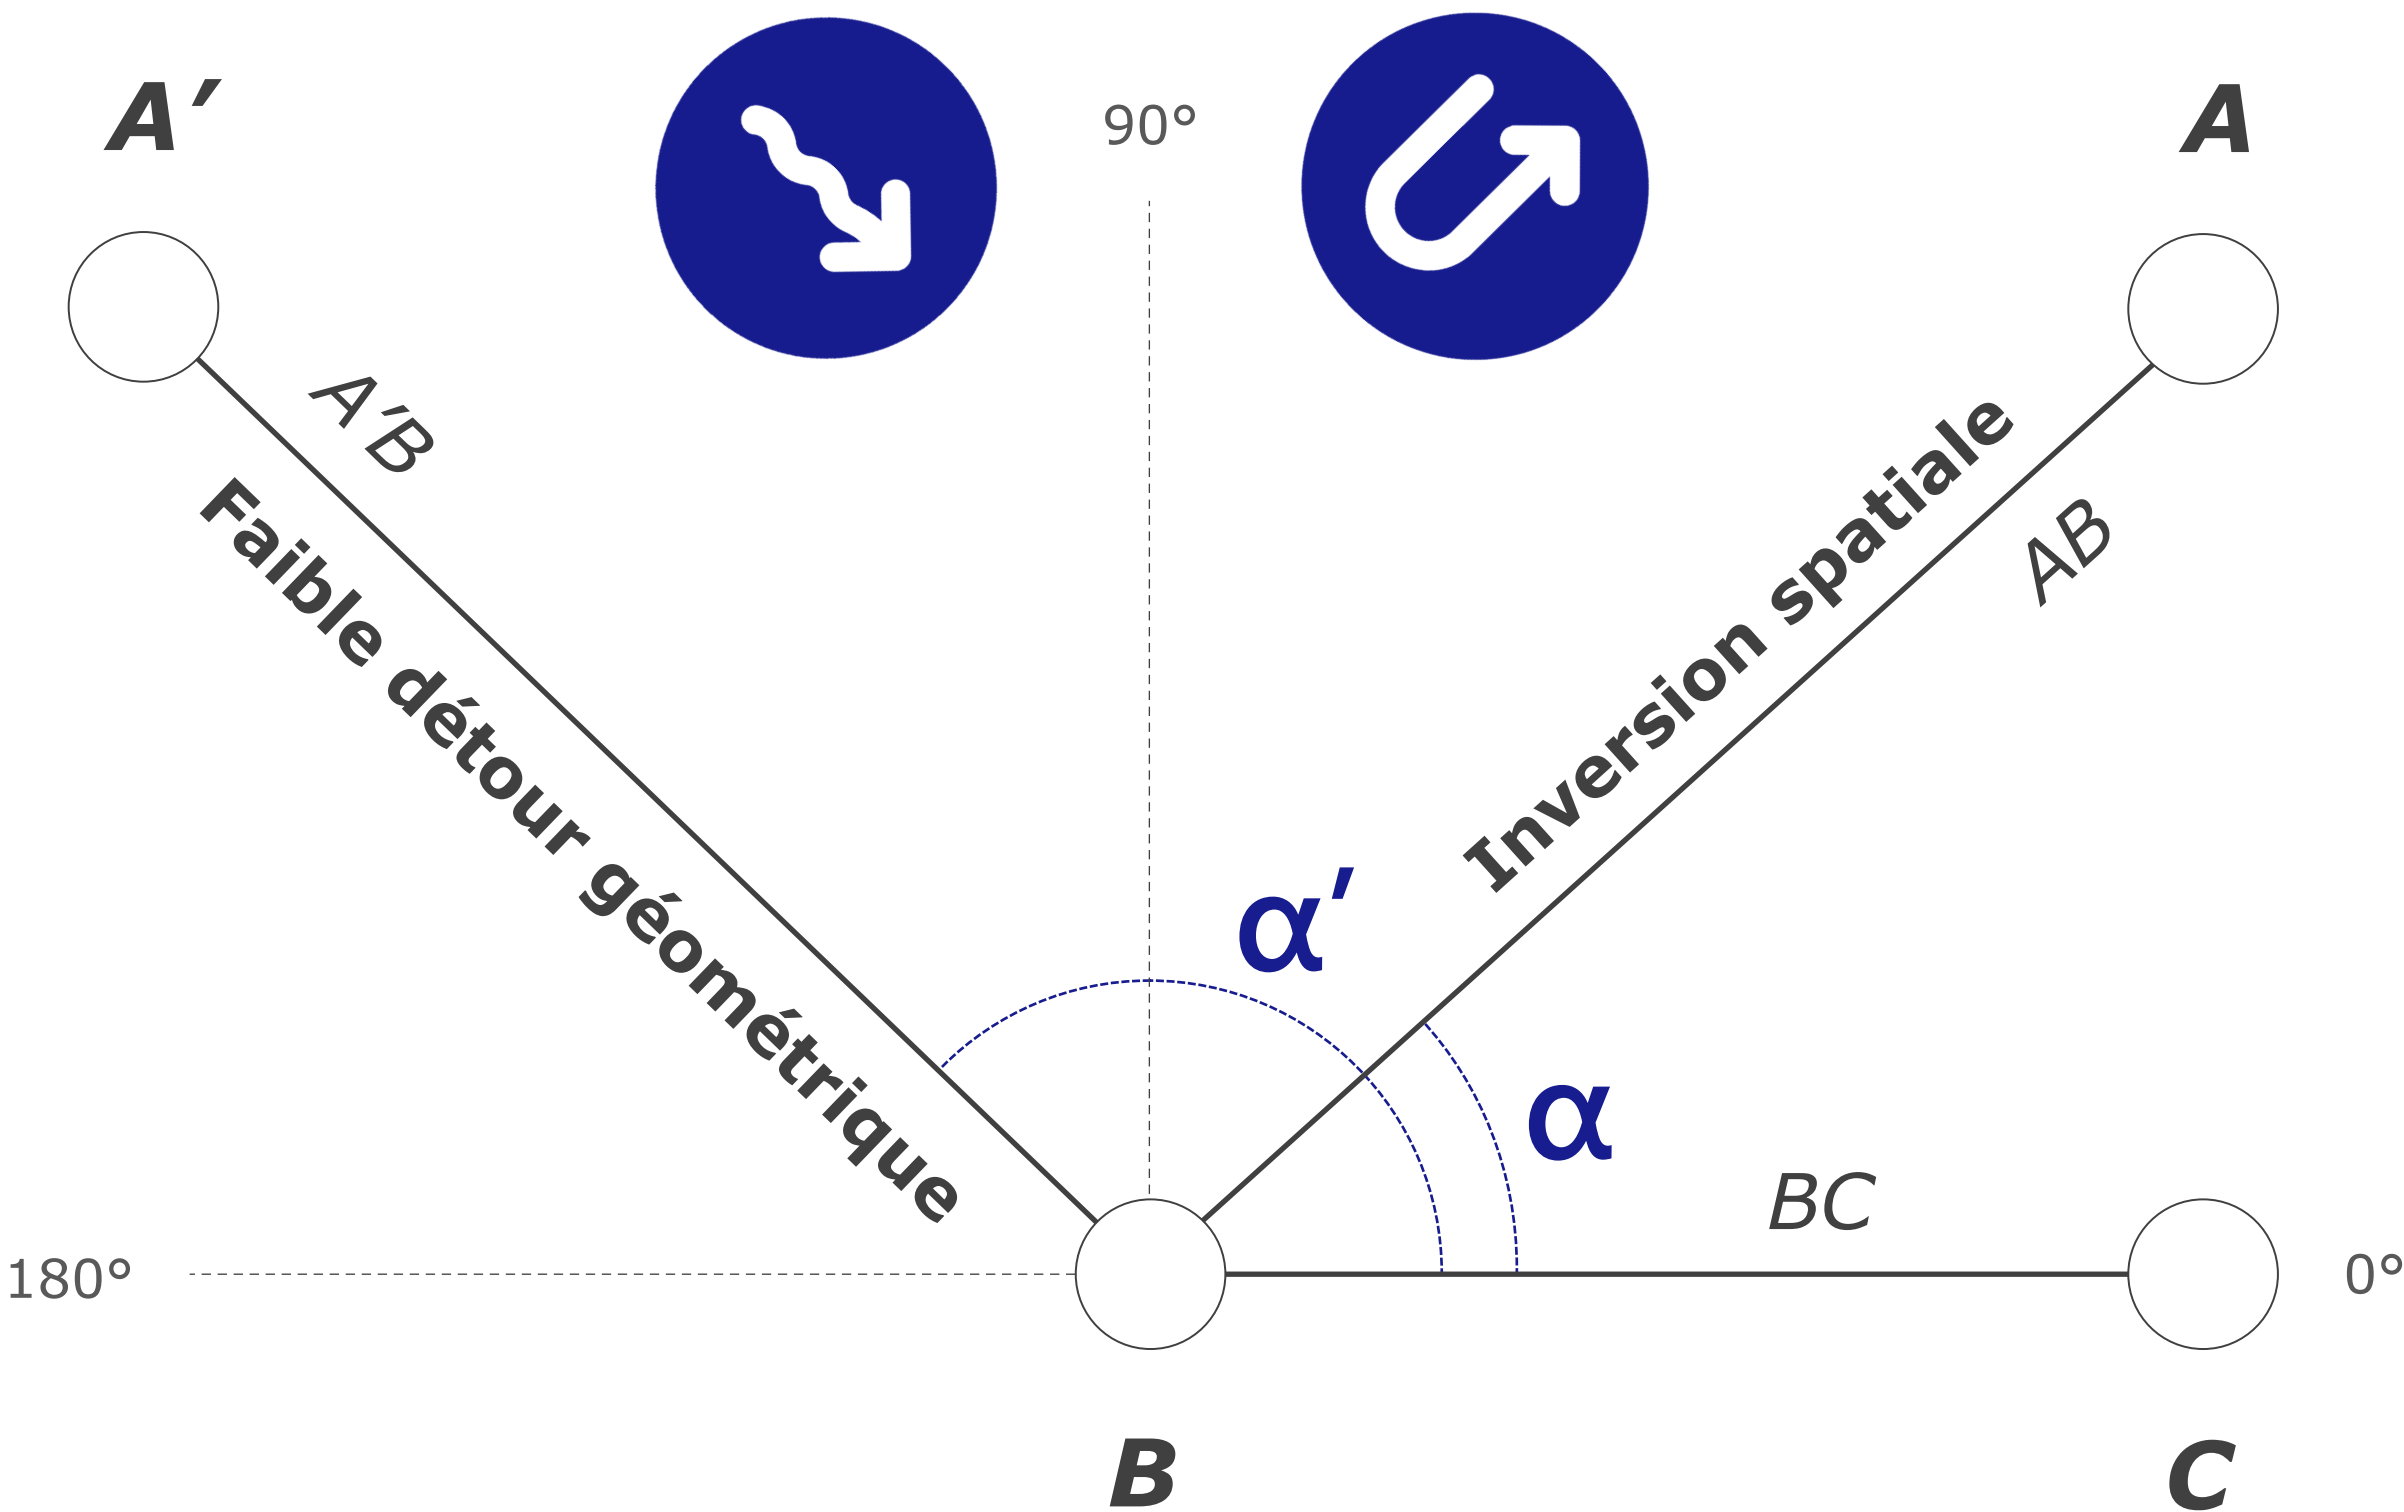 A′
90°
A
A′B
Faible détour géométrique
Inversion spatiale
AB
α′
α
BC
180°
0°
B
C